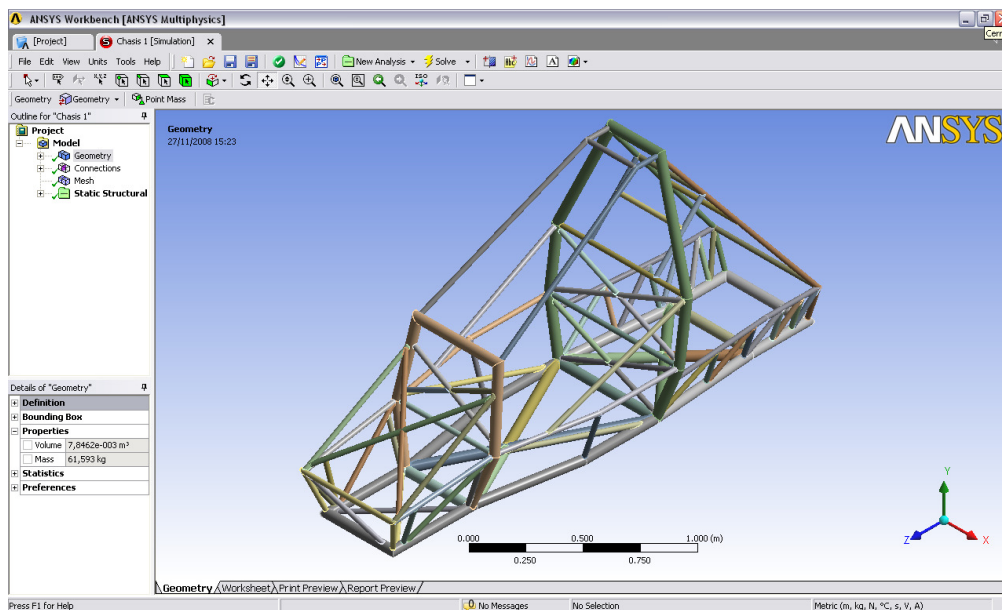 ANSYS Workbench [ANSYS Multiphysics]
[Project] Chasis 1 [Simulation]
Cerr
File Edit View Units Tools Help New Analysis Solve
Geometry Geometry Point Mass
Outline for "Chasis 1"
Project
Model
Geometry
Connections
Mesh
Static Structural
Geometry
27/11/2008 15:23
ANSYS
Details of "Geometry"
Definition
Bounding Box
Properties
Volume 7,8462e-003 m³
Mass 61,593 kg
Statistics
Preferences
Y
Z
X
0.000 0.500 1.000 (m)
0.250 0.750
Geometry Worksheet Print Preview Report Preview
Press F1 for Help 0 No Messages No Selection Metric (m, kg, N, °C, s, V, A)